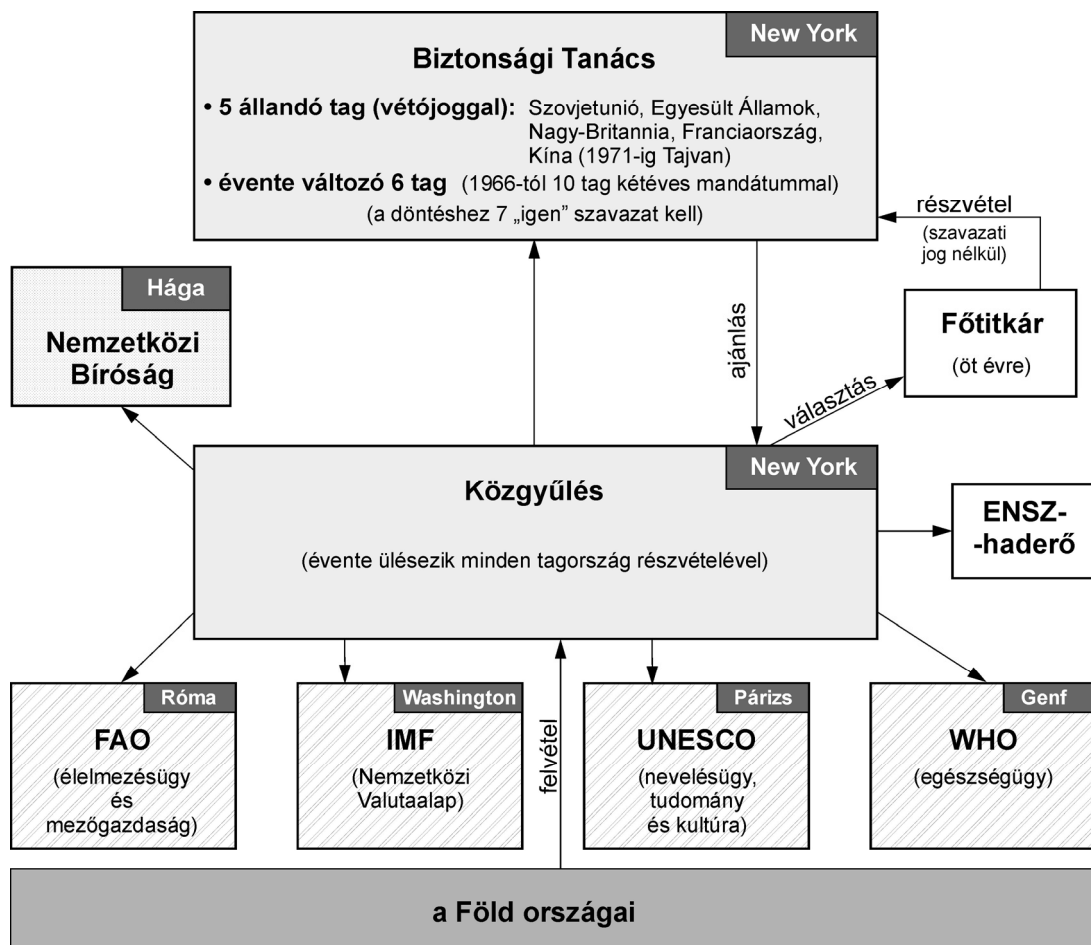 New York
Biztonsági Tanács
• 5 állandó tag (vétójoggal): Szovjetunió, Egyesült Államok,
Nagy-Britannia, Franciaország,
Kína (1971-ig Tajvan)
• évente változó 6 tag (1966-tól 10 tag kétéves mandátummal)
(a döntéshez 7 „igen” szavazat kell)
részvétel
(szavazati
jog nélkül)
Hága
Nemzetközi
Bíróság
ajánlás
Főtitkár
(öt évre)
választás
New York
Közgyűlés
(évente ülésezik minden tagország részvételével)
ENSZ-
-haderő
Róma
FAO
(élelmezésügy
és
mezőgazdaság)
Washington
IMF
(Nemzetközi
Valutaalap)
felvétel
Párizs
UNESCO
(nevelésügy,
tudomány
és kultúra)
Genf
WHO
(egészségügy)
a Föld országai